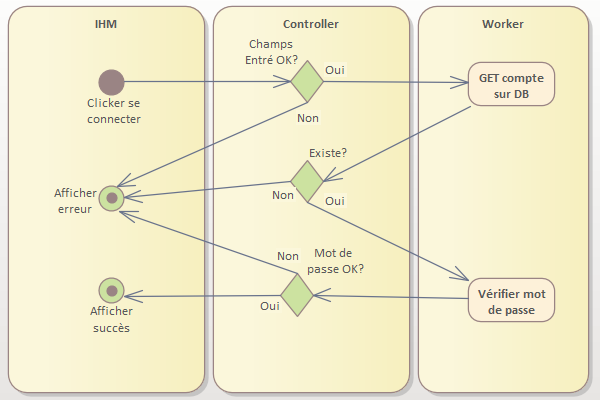 IHM
Controller
Worker
Champs
Entré OK?
Oui
Clicker se
connecter
GET compte
sur DB
Non
Existe?
Afficher
erreur
Non
Oui
Non
Mot de
passe OK?
Vérifier mot
de passe
Oui
Afficher
succès